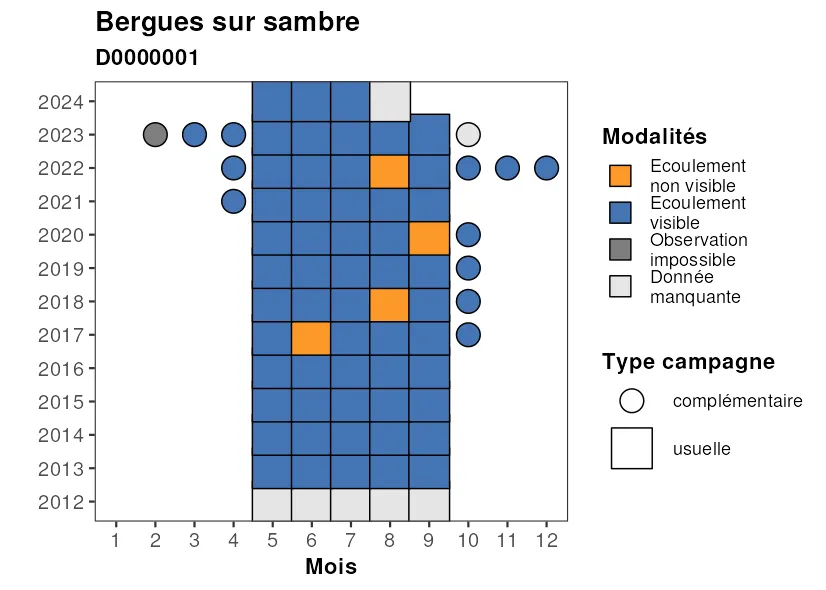 Bergues sur sambre
D0000001
2024
2023
2022
2021
2020
2019
2018
2017
2016
2015
2014
2013
2012
1 2 3 4 5 6 7 8 9 10 11 12
Mois
Modalités
Ecoulement
non visible
Ecoulement
visible
Observation
impossible
Donnée
manquante
Type campagne
complémentaire
usuelle